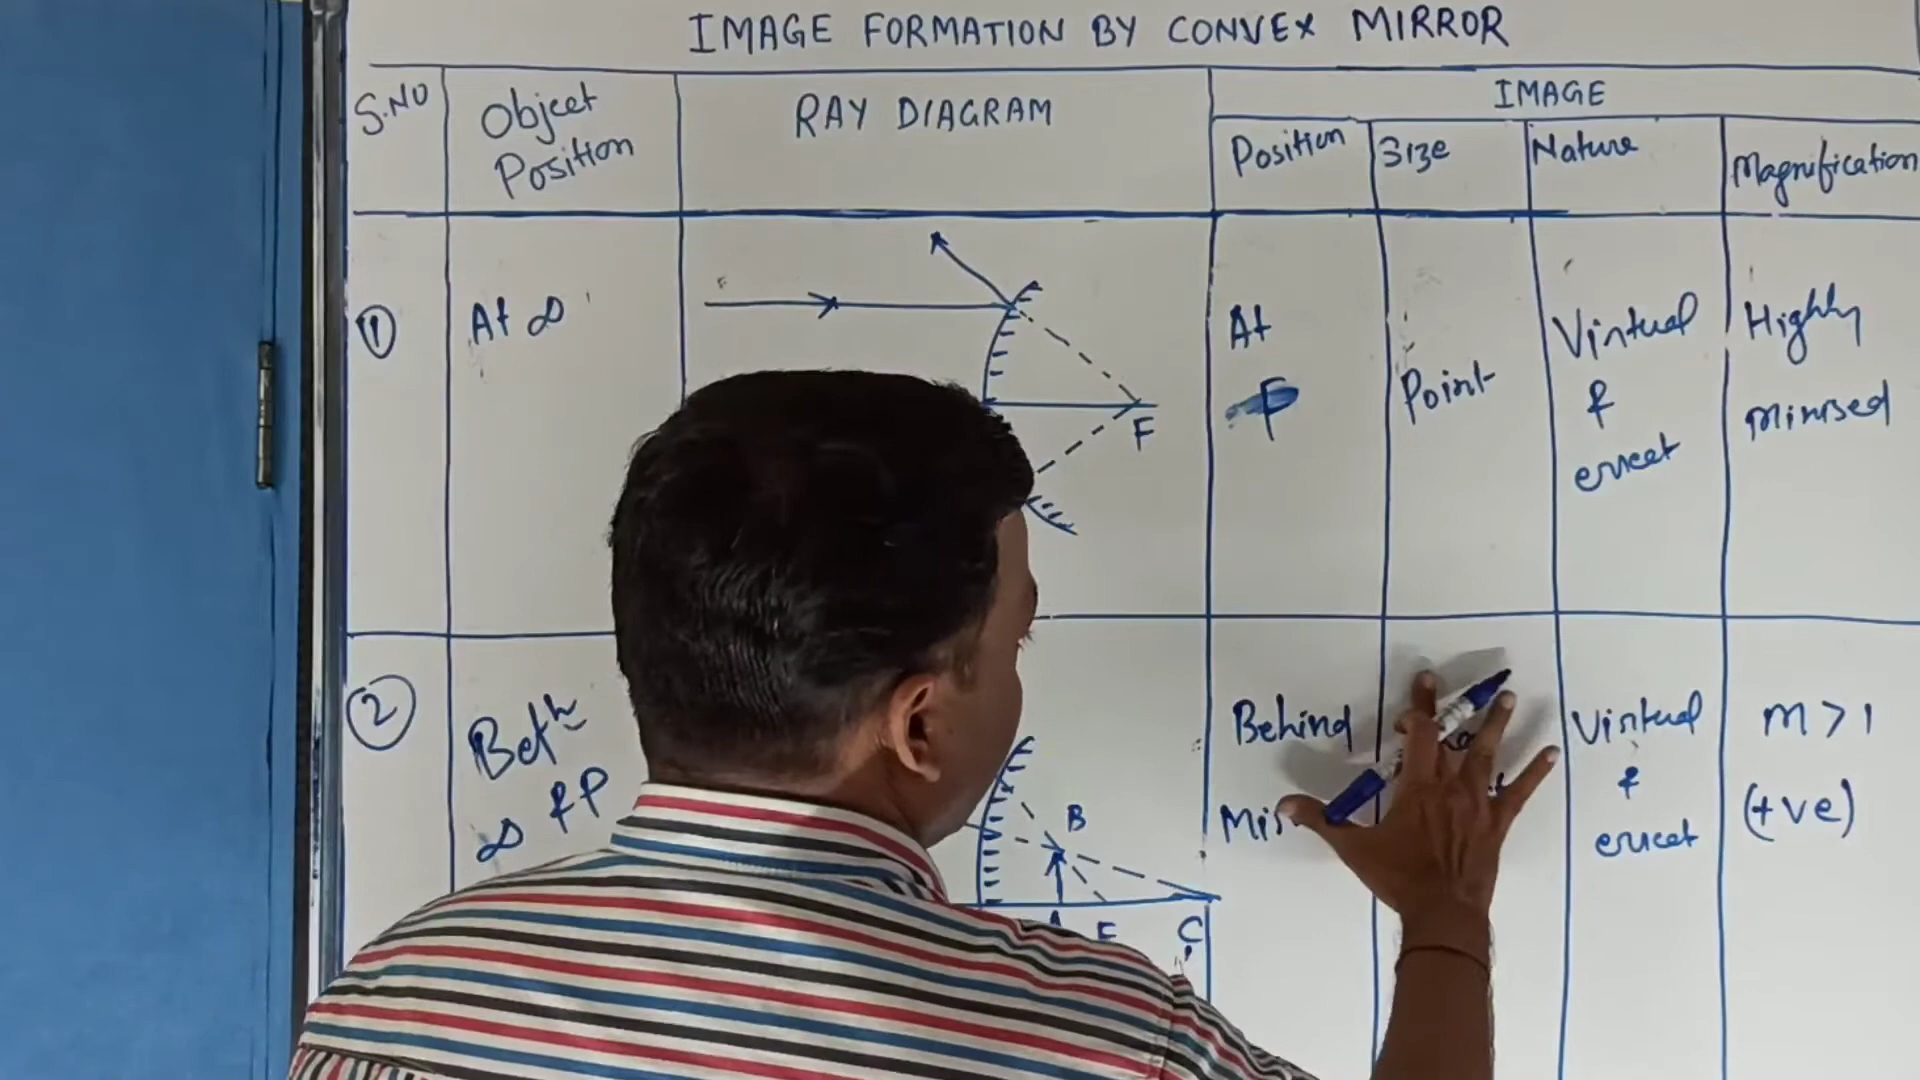 IMAGE FORMATION BY CONVEX MIRROR
S.NO
Object
Position
RAY DIAGRAM
IMAGE
Position
Size
Nature
Magnification
①
At ∞
F
At
F
Point
Virtual
&
erect
Highly
Minised
②
Betⁿ
∞ & P
B
A
F
C
Behind
Virtual
&
erect
m > 1
(+ve)